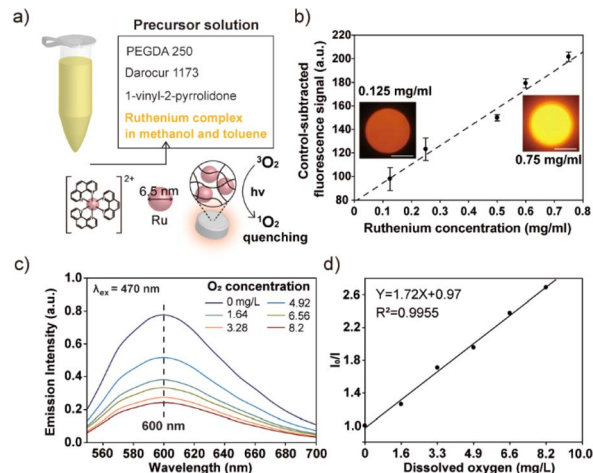 a)
Precursor solution
PEGDA 250
Darocur 1173
1-vinyl-2-pyrrolidone
Ruthenium complex
in methanol and toluene
2+
6.5 nm
Ru
³O₂
hv
¹O₂
quenching
b)
Control-subtracted
fluorescence signal (a.u.)
220
200
180
160
140
120
100
80
0.125 mg/ml
0.75 mg/ml
0 0.1 0.2 0.3 0.4 0.5 0.6 0.7 0.8
Ruthenium concentration (mg/ml)
c)
Emission Intensity (a.u.)
1.0
0.8
0.6
0.4
0.2
0.0
λex = 470 nm
O₂ concentration
0 mg/L 4.92
1.64 6.56
3.28 8.2
600 nm
560 580 600 620 640 660 680 700
Wavelength (nm)
d)
I₀/I
2.6
2.2
1.8
1.4
1.0
Y=1.72X+0.97
R²=0.9955
0 1.6 3.3 4.9 6.6 8.2 10
Dissolved oxygen (mg/L)